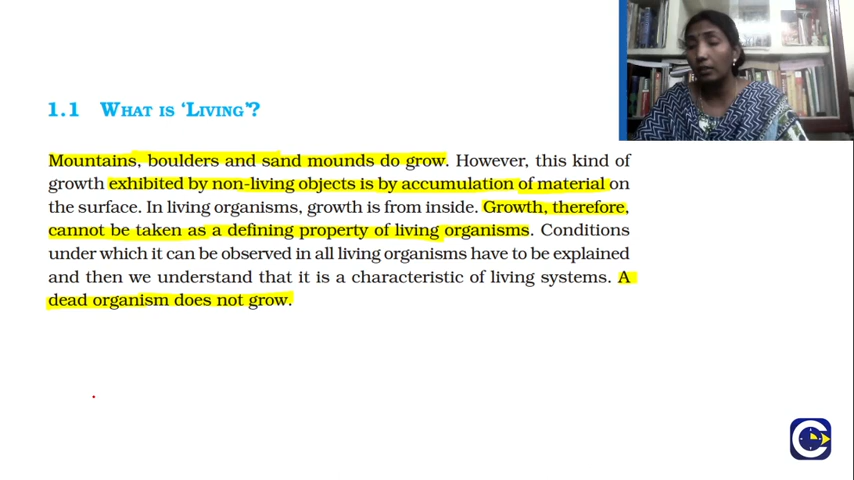 1.1 WHAT IS 'LIVING'?
Mountains, boulders and sand mounds do grow. However, this kind of
growth exhibited by non-living objects is by accumulation of material on
the surface. In living organisms, growth is from inside. Growth, therefore,
cannot be taken as a defining property of living organisms. Conditions
under which it can be observed in all living organisms have to be explained
and then we understand that it is a characteristic of living systems. A
dead organism does not grow.